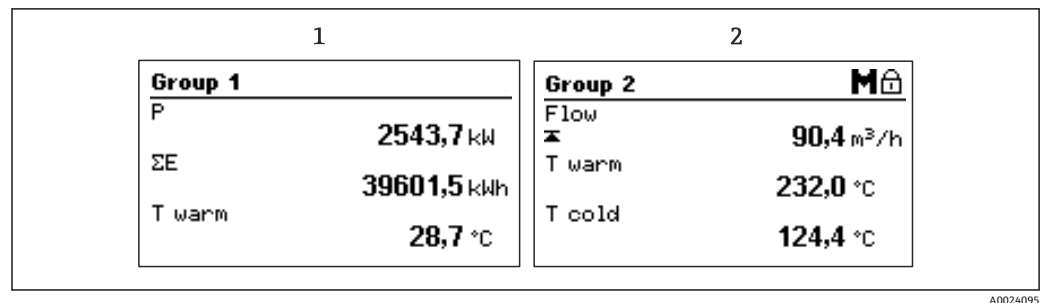 1
Group 1
P
2543,7 kW
ΣE
39601,5 kWh
T warm
28,7 °C
2
Group 2 M
Flow
90,4 m³/h
T warm
232,0 °C
T cold
124,4 °C
A0024095